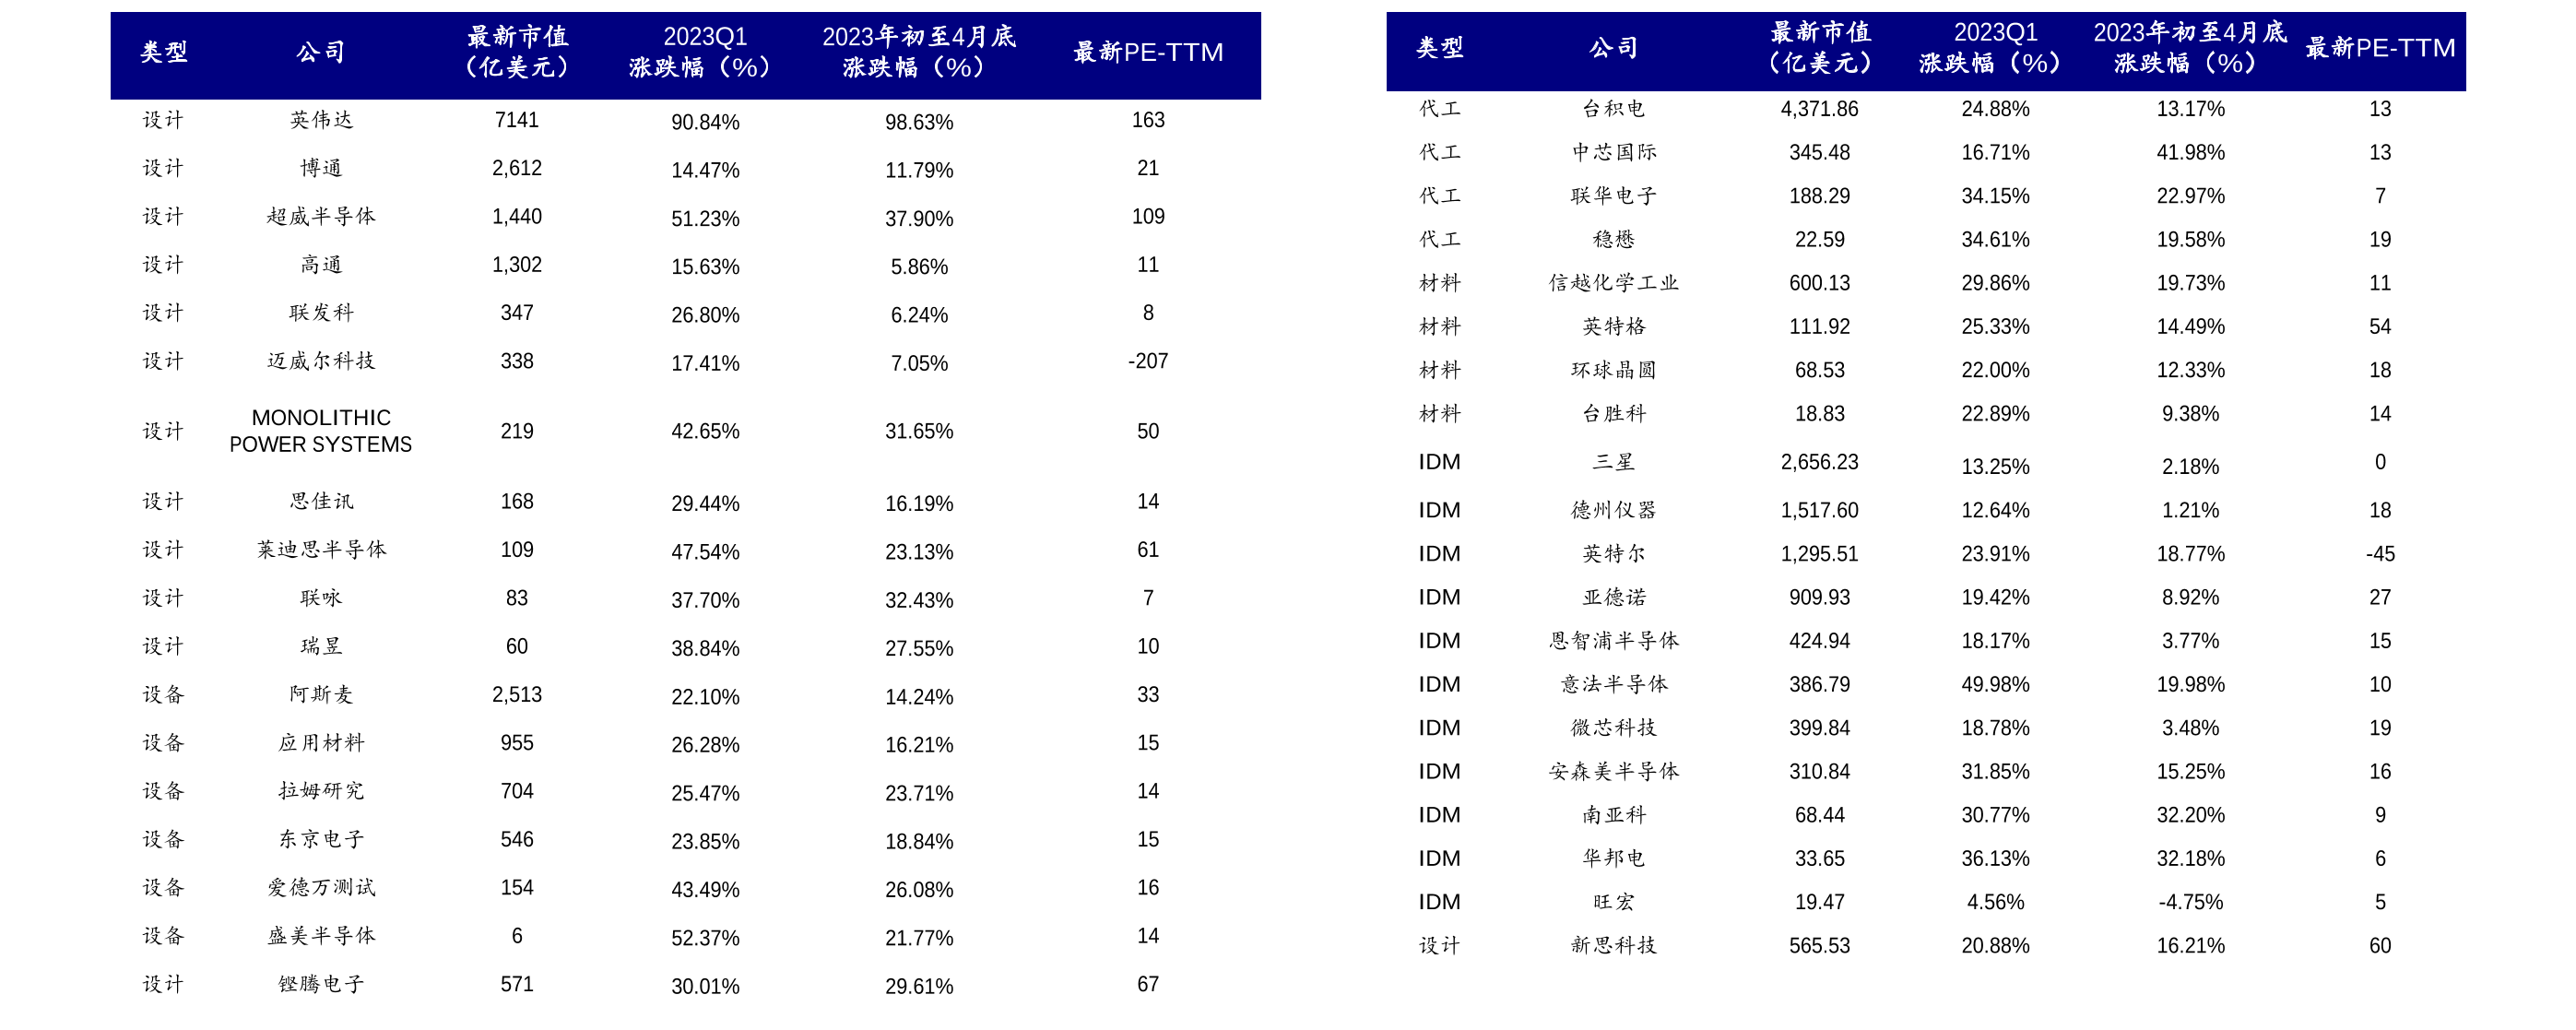 类型 公司 最新市值（亿美元） 2023Q1涨跌幅（%） 2023年初至4月底涨跌幅（%） 最新PE-TTM
设计 英伟达 7141 90.84% 98.63% 163
设计 博通 2,612 14.47% 11.79% 21
设计 超威半导体 1,440 51.23% 37.90% 109
设计 高通 1,302 15.63% 5.86% 11
设计 联发科 347 26.80% 6.24% 8
设计 迈威尔科技 338 17.41% 7.05% -207
设计 MONOLITHIC POWER SYSTEMS 219 42.65% 31.65% 50
设计 思佳讯 168 29.44% 16.19% 14
设计 莱迪思半导体 109 47.54% 23.13% 61
设计 联咏 83 37.70% 32.43% 7
设计 瑞昱 60 38.84% 27.55% 10
设备 阿斯麦 2,513 22.10% 14.24% 33
设备 应用材料 955 26.28% 16.21% 15
设备 拉姆研究 704 25.47% 23.71% 14
设备 东京电子 546 23.85% 18.84% 15
设备 爱德万测试 154 43.49% 26.08% 16
设备 盛美半导体 6 52.37% 21.77% 14
设计 铿腾电子 571 30.01% 29.61% 67
类型 公司 最新市值（亿美元） 2023Q1涨跌幅（%） 2023年初至4月底涨跌幅（%） 最新PE-TTM
代工 台积电 4,371.86 24.88% 13.17% 13
代工 中芯国际 345.48 16.71% 41.98% 13
代工 联华电子 188.29 34.15% 22.97% 7
代工 稳懋 22.59 34.61% 19.58% 19
材料 信越化学工业 600.13 29.86% 19.73% 11
材料 英特格 111.92 25.33% 14.49% 54
材料 环球晶圆 68.53 22.00% 12.33% 18
材料 台胜科 18.83 22.89% 9.38% 14
IDM 三星 2,656.23 13.25% 2.18% 0
IDM 德州仪器 1,517.60 12.64% 1.21% 18
IDM 英特尔 1,295.51 23.91% 18.77% -45
IDM 亚德诺 909.93 19.42% 8.92% 27
IDM 恩智浦半导体 424.94 18.17% 3.77% 15
IDM 意法半导体 386.79 49.98% 19.98% 10
IDM 微芯科技 399.84 18.78% 3.48% 19
IDM 安森美半导体 310.84 31.85% 15.25% 16
IDM 南亚科 68.44 30.77% 32.20% 9
IDM 华邦电 33.65 36.13% 32.18% 6
IDM 旺宏 19.47 4.56% -4.75% 5
设计 新思科技 565.53 20.88% 16.21% 60